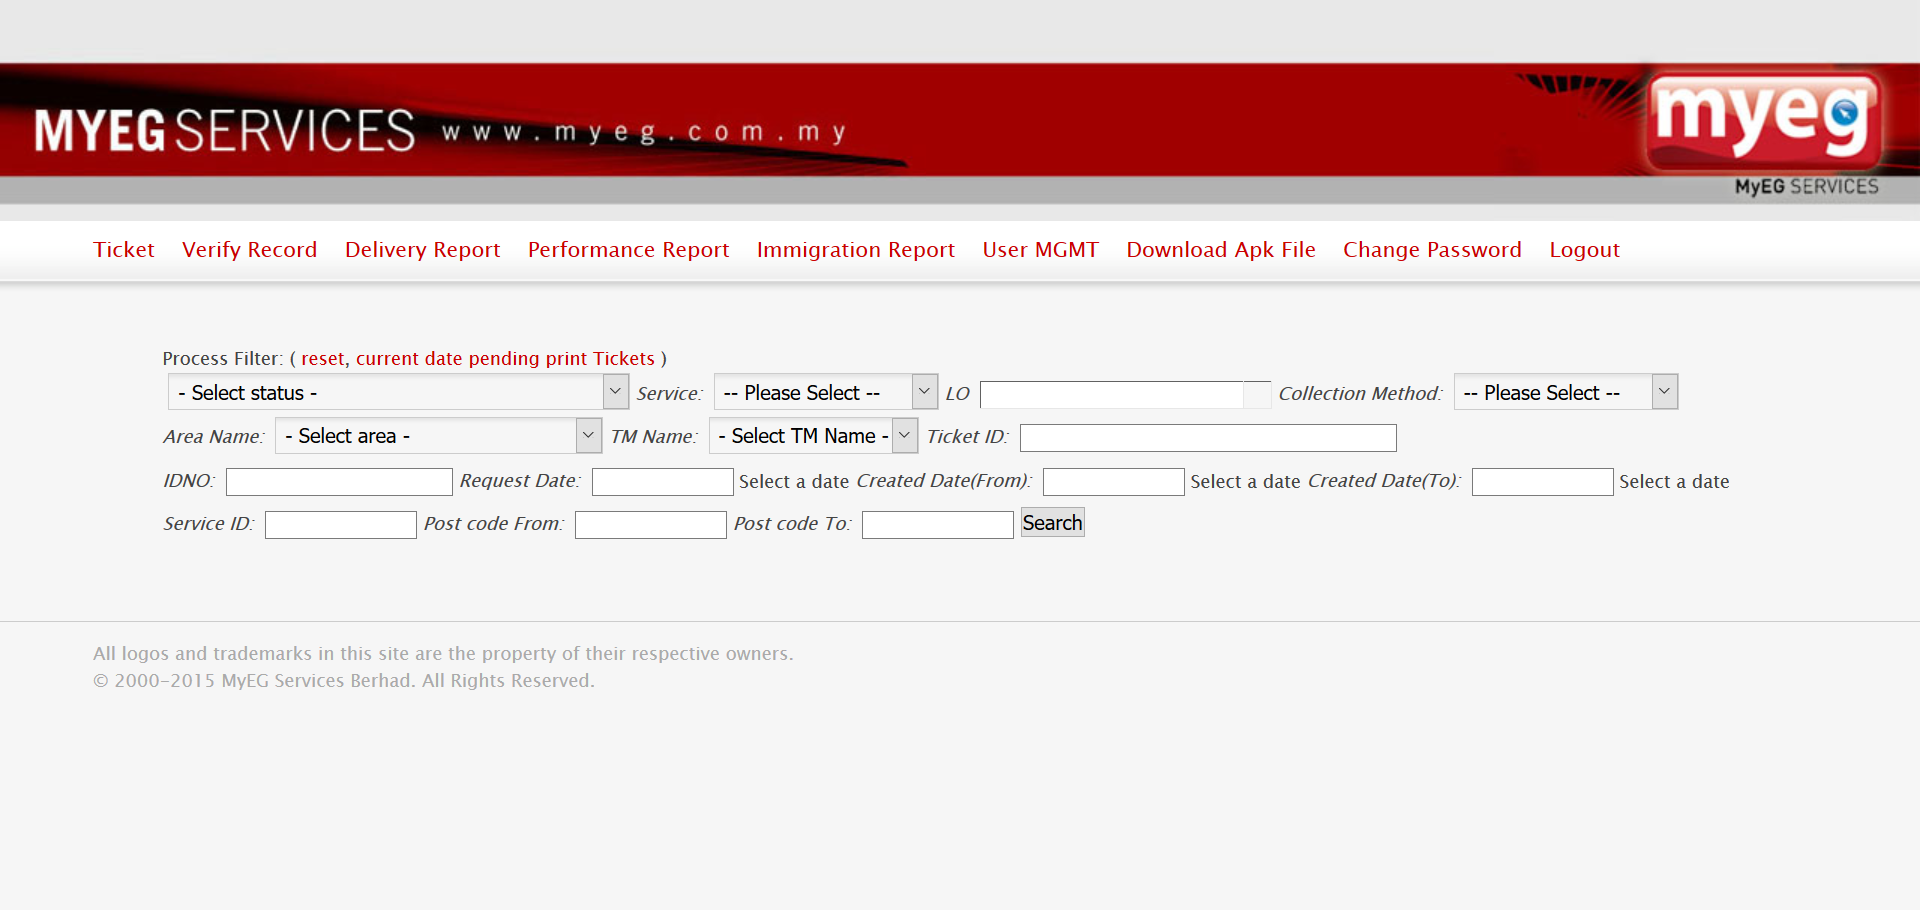 MYEG SERVICES www.myeg.com.my
myeg
MyEG SERVICES
Ticket Verify Record Delivery Report Performance Report Immigration Report User MGMT Download Apk File Change Password Logout
Process Filter: ( reset, current date pending print Tickets )
- Select status - Service: -- Please Select -- LO Collection Method: -- Please Select --
Area Name: - Select area - TM Name: - Select TM Name - Ticket ID:
IDNO: Request Date: Select a date Created Date(From): Select a date Created Date(To): Select a date
Service ID: Post code From: Post code To: Search
All logos and trademarks in this site are the property of their respective owners.
© 2000-2015 MyEG Services Berhad. All Rights Reserved.